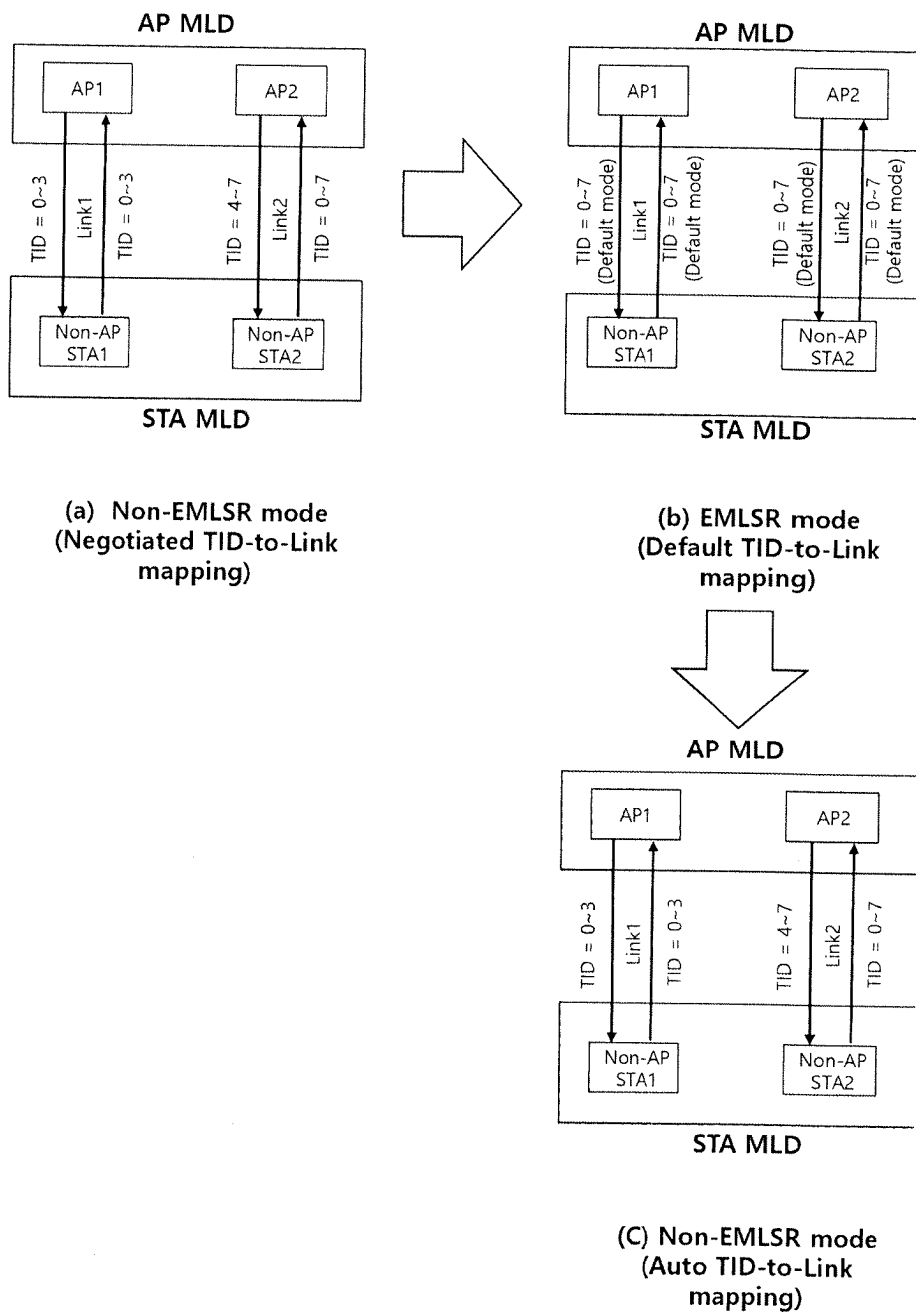 AP MLD
AP1
AP2
TID = 0~3
Link1
TID = 0~3
TID = 4~7
Link2
TID = 0~7
Non-AP
STA1
Non-AP
STA2
STA MLD
(a) Non-EMLSR mode
(Negotiated TID-to-Link
mapping)
AP MLD
AP1
AP2
TID = 0~7
(Default mode)
Link1
TID = 0~7
(Default mode)
TID = 0~7
(Default mode)
Link2
TID = 0~7
(Default mode)
Non-AP
STA1
Non-AP
STA2
STA MLD
(b) EMLSR mode
(Default TID-to-Link
mapping)
AP MLD
AP1
AP2
TID = 0~3
Link1
TID = 0~3
TID = 4~7
Link2
TID = 0~7
Non-AP
STA1
Non-AP
STA2
STA MLD
(C) Non-EMLSR mode
(Auto TID-to-Link
mapping)